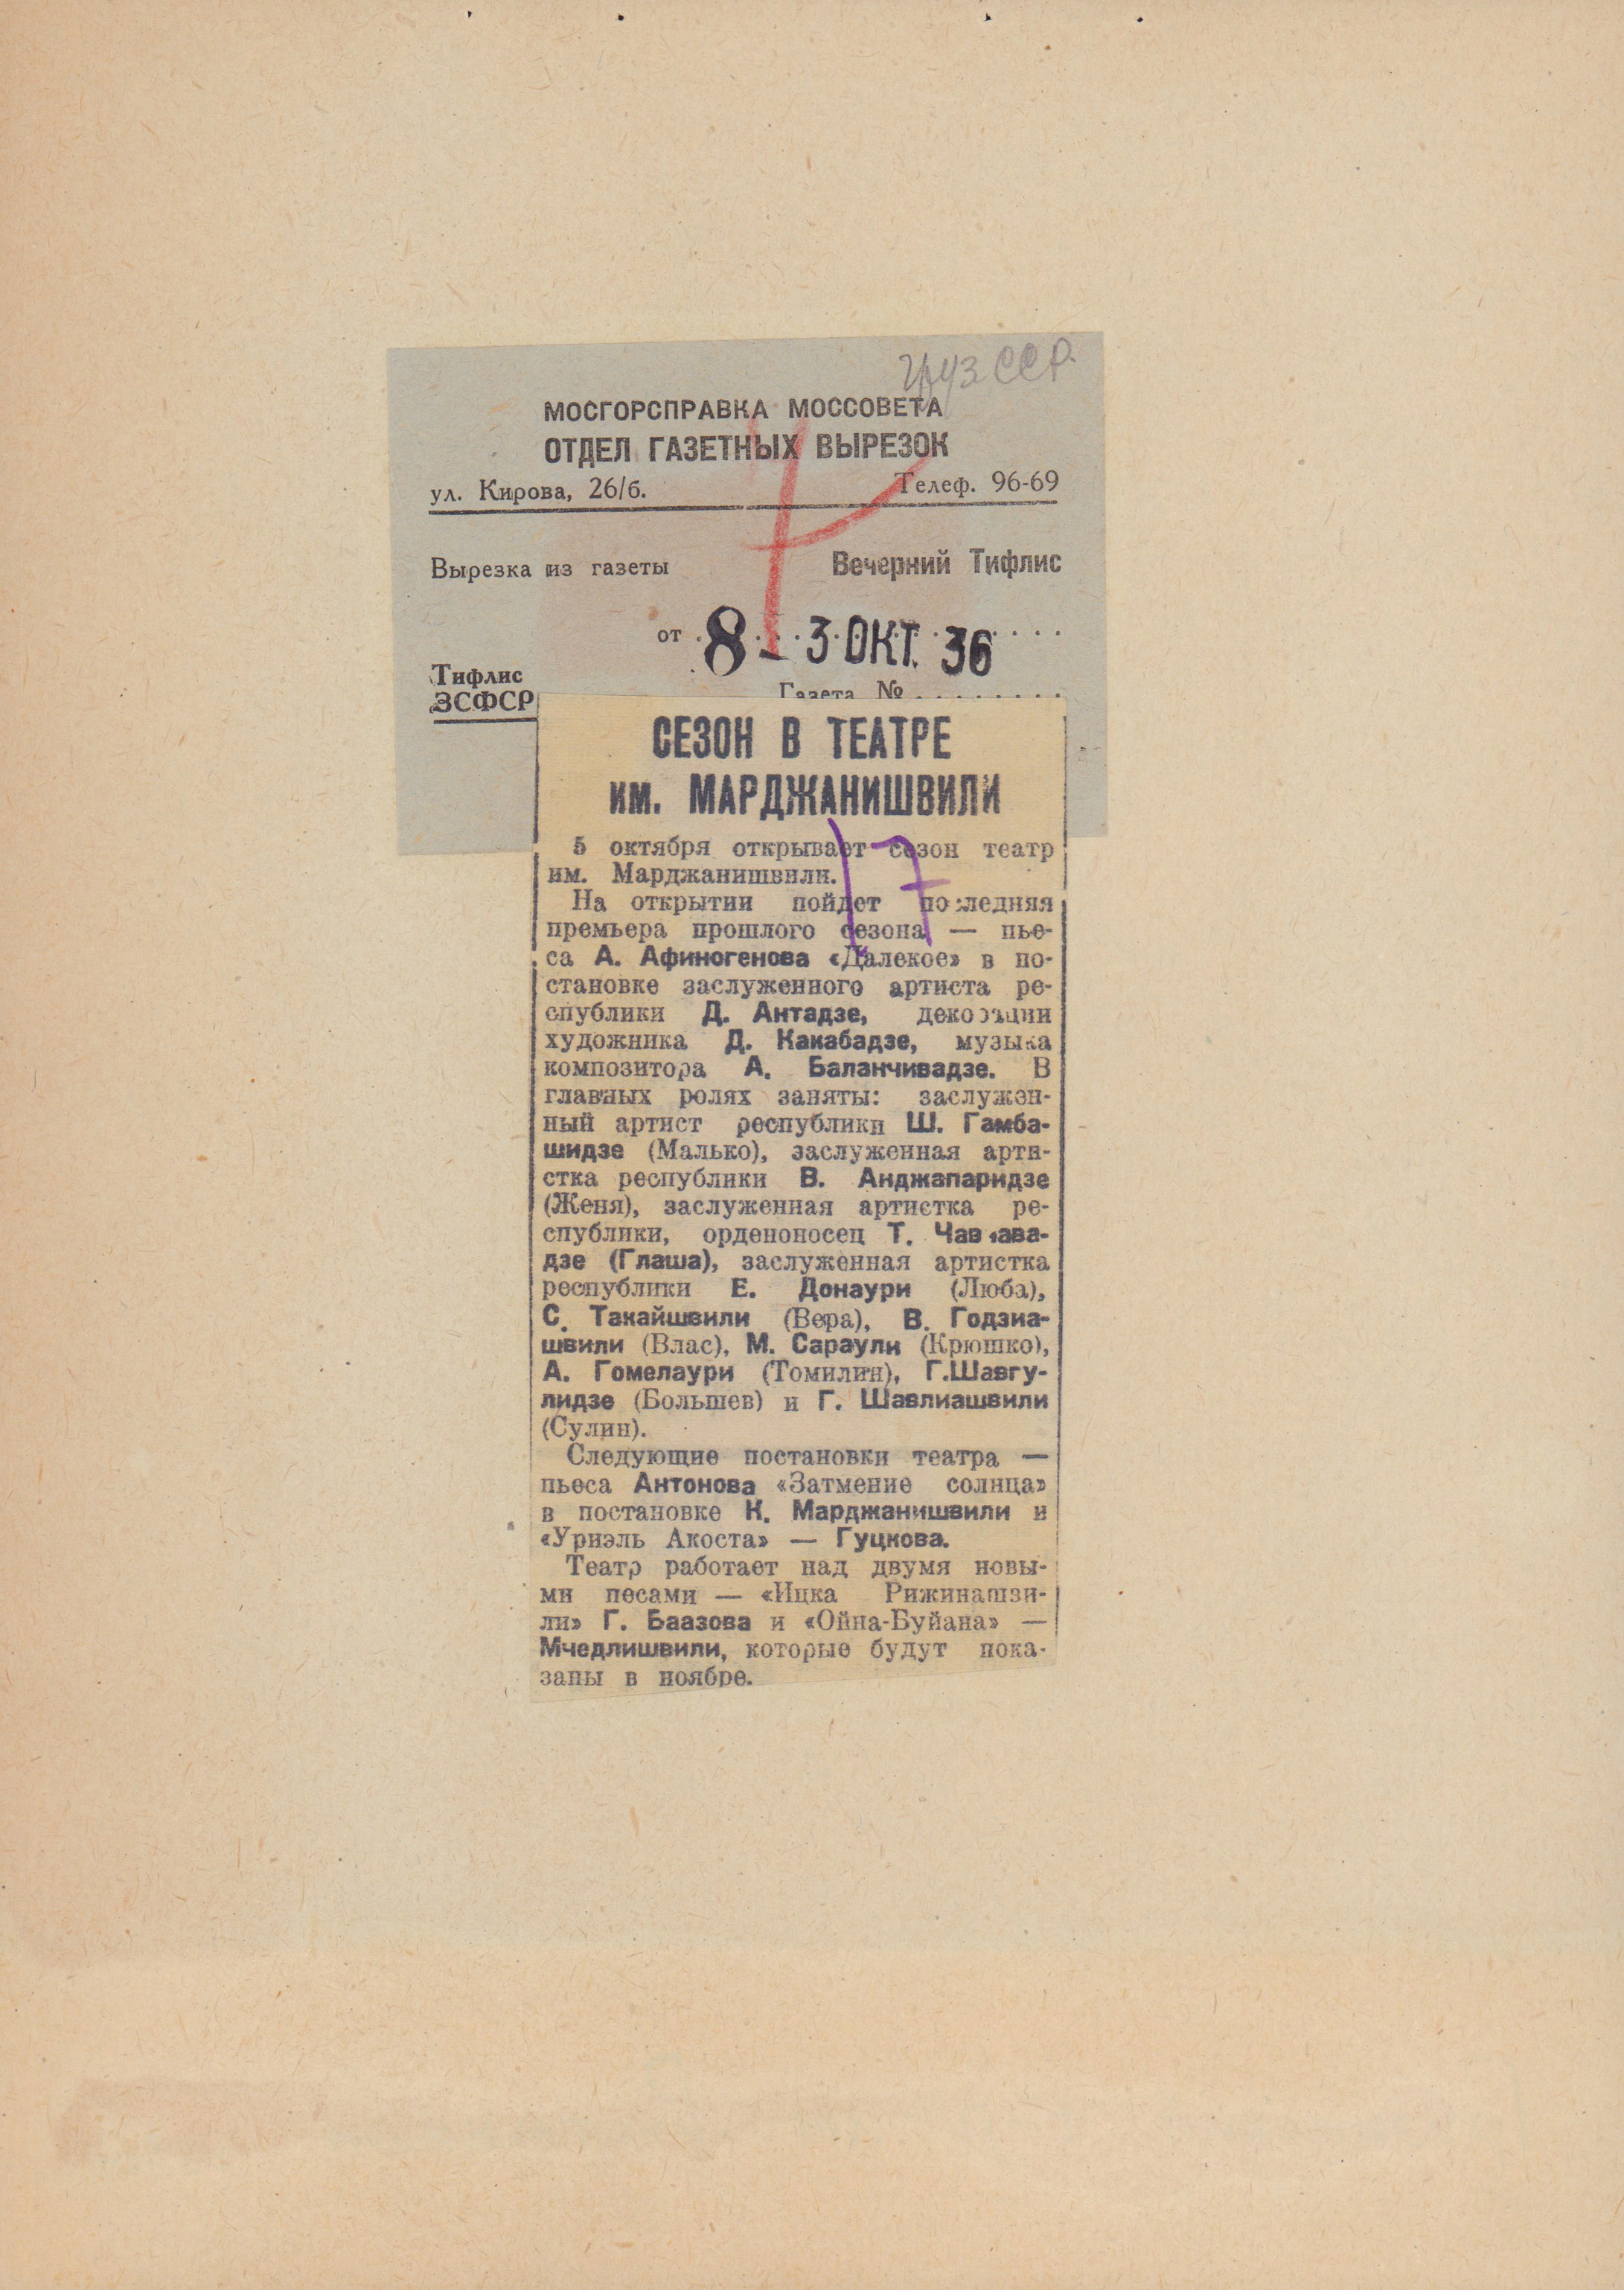 Груз ССР.
МОСГОРСПРАВКА МОССОВЕТА
ОТДЕЛ ГАЗЕТНЫХ ВЫРЕЗОК
ул. Кирова, 26/б. Телеф. 96-69
Вырезка из газеты Вечерний Тифлис
от 8 - 3 ОКТ. 36
Тифлис
ЗСФСР
Газета №
СЕЗОН В ТЕАТРЕ
им. МАРДЖАНИШВИЛИ
5 октября открывает сезон театр
им. Марджанишвили.
На открытии пойдет последняя
премьера прошлого сезона — пье-
са А. Афиногенова «Далекое» в по-
становке заслуженного артиста ре-
спублики Д. Антадзе, декорации
художника Д. Какабадзе, музыка
композитора А. Баланчивадзе. В
главных ролях заняты: заслужен-
ный артист республики Ш. Гамба-
шидзе (Малько), заслуженная арти-
стка республики В. Анджапаридзе
(Женя), заслуженная артистка ре-
спублики, орденоносец Т. Чавчава-
дзе (Глаша), заслуженная артистка
республики Е. Донаури (Люба),
С. Такайшвили (Вера), В. Годзиа-
швили (Влас), М. Сараули (Крюшко),
А. Гомелаури (Томилин), Г.Шавгу-
лидзе (Большев) и Г. Шавлиашвили
(Сулин).
Следующие постановки театра —
пьеса Антонова «Затмение солнца»
в постановке К. Марджанишвили и
«Уриэль Акоста» — Гуцкова.
Театр работает над двумя новы-
ми песами — «Ицка Рижинашви-
ли» Г. Баазова и «Ойна-Буйана» —
Мчедлишвили, которые будут пока-
заны в ноябре.